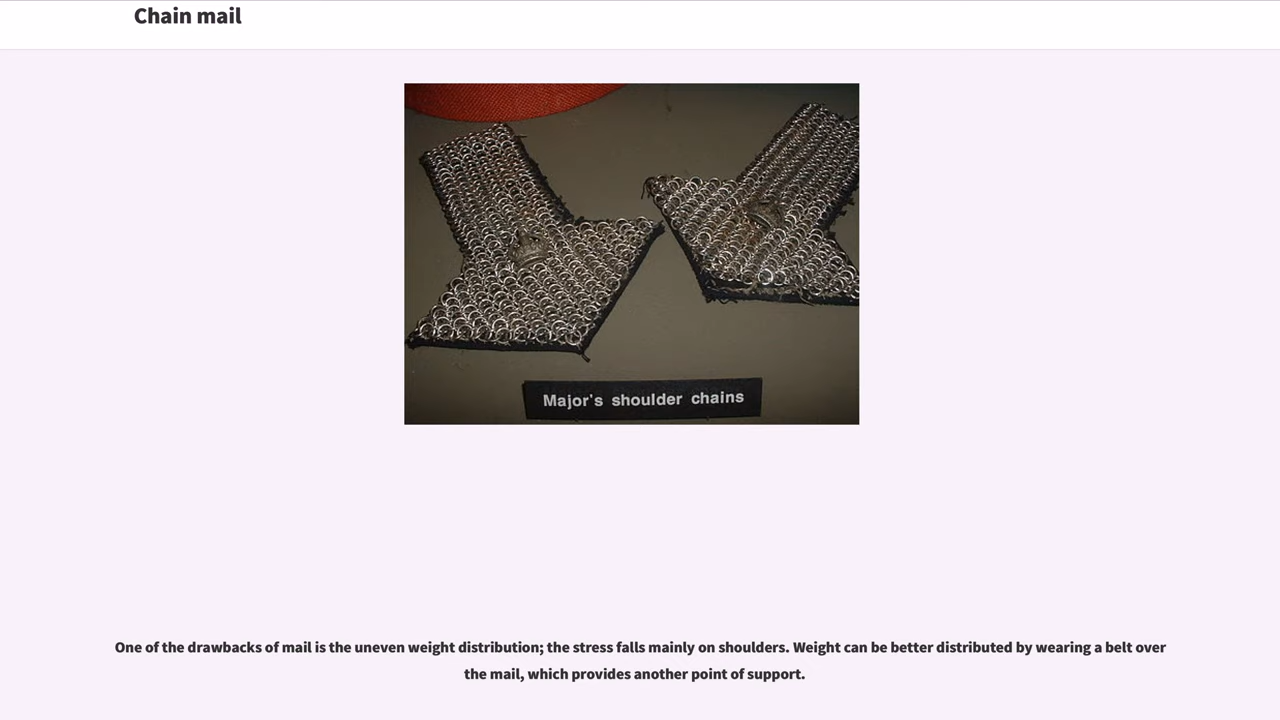 Chain mail
Major's shoulder chains
One of the drawbacks of mail is the uneven weight distribution; the stress falls mainly on shoulders. Weight can be better distributed by wearing a belt over
the mail, which provides another point of support.